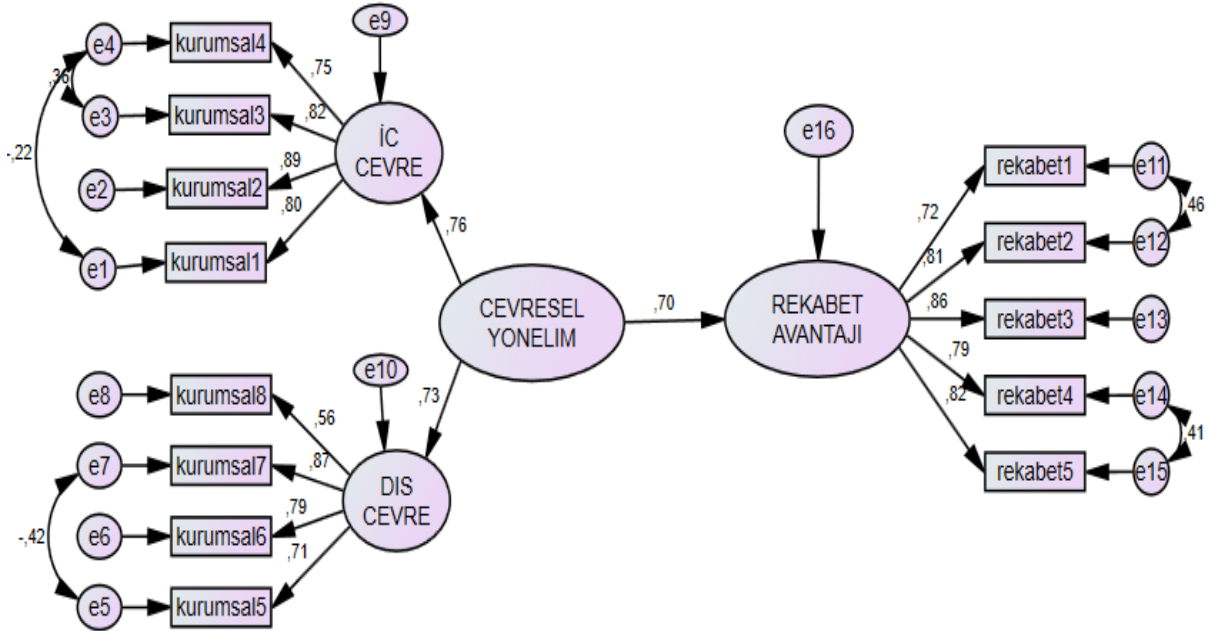 e9
e4
kurumsal4
,75
,36
e3
kurumsal3
,82
İC
CEVRE
-,22
e2
kurumsal2
,89
e1
kurumsal1
,80
,76
e16
rekabet1
e11
,72
,46
rekabet2
e12
,81
CEVRESEL
YONELIM
,70
REKABET
AVANTAJI
,86
rekabet3
e13
,79
rekabet4
e14
,82
,41
rekabet5
e15
e10
,73
e8
kurumsal8
,56
e7
kurumsal7
,87
DIS
CEVRE
-,42
e6
kurumsal6
,79
,71
e5
kurumsal5